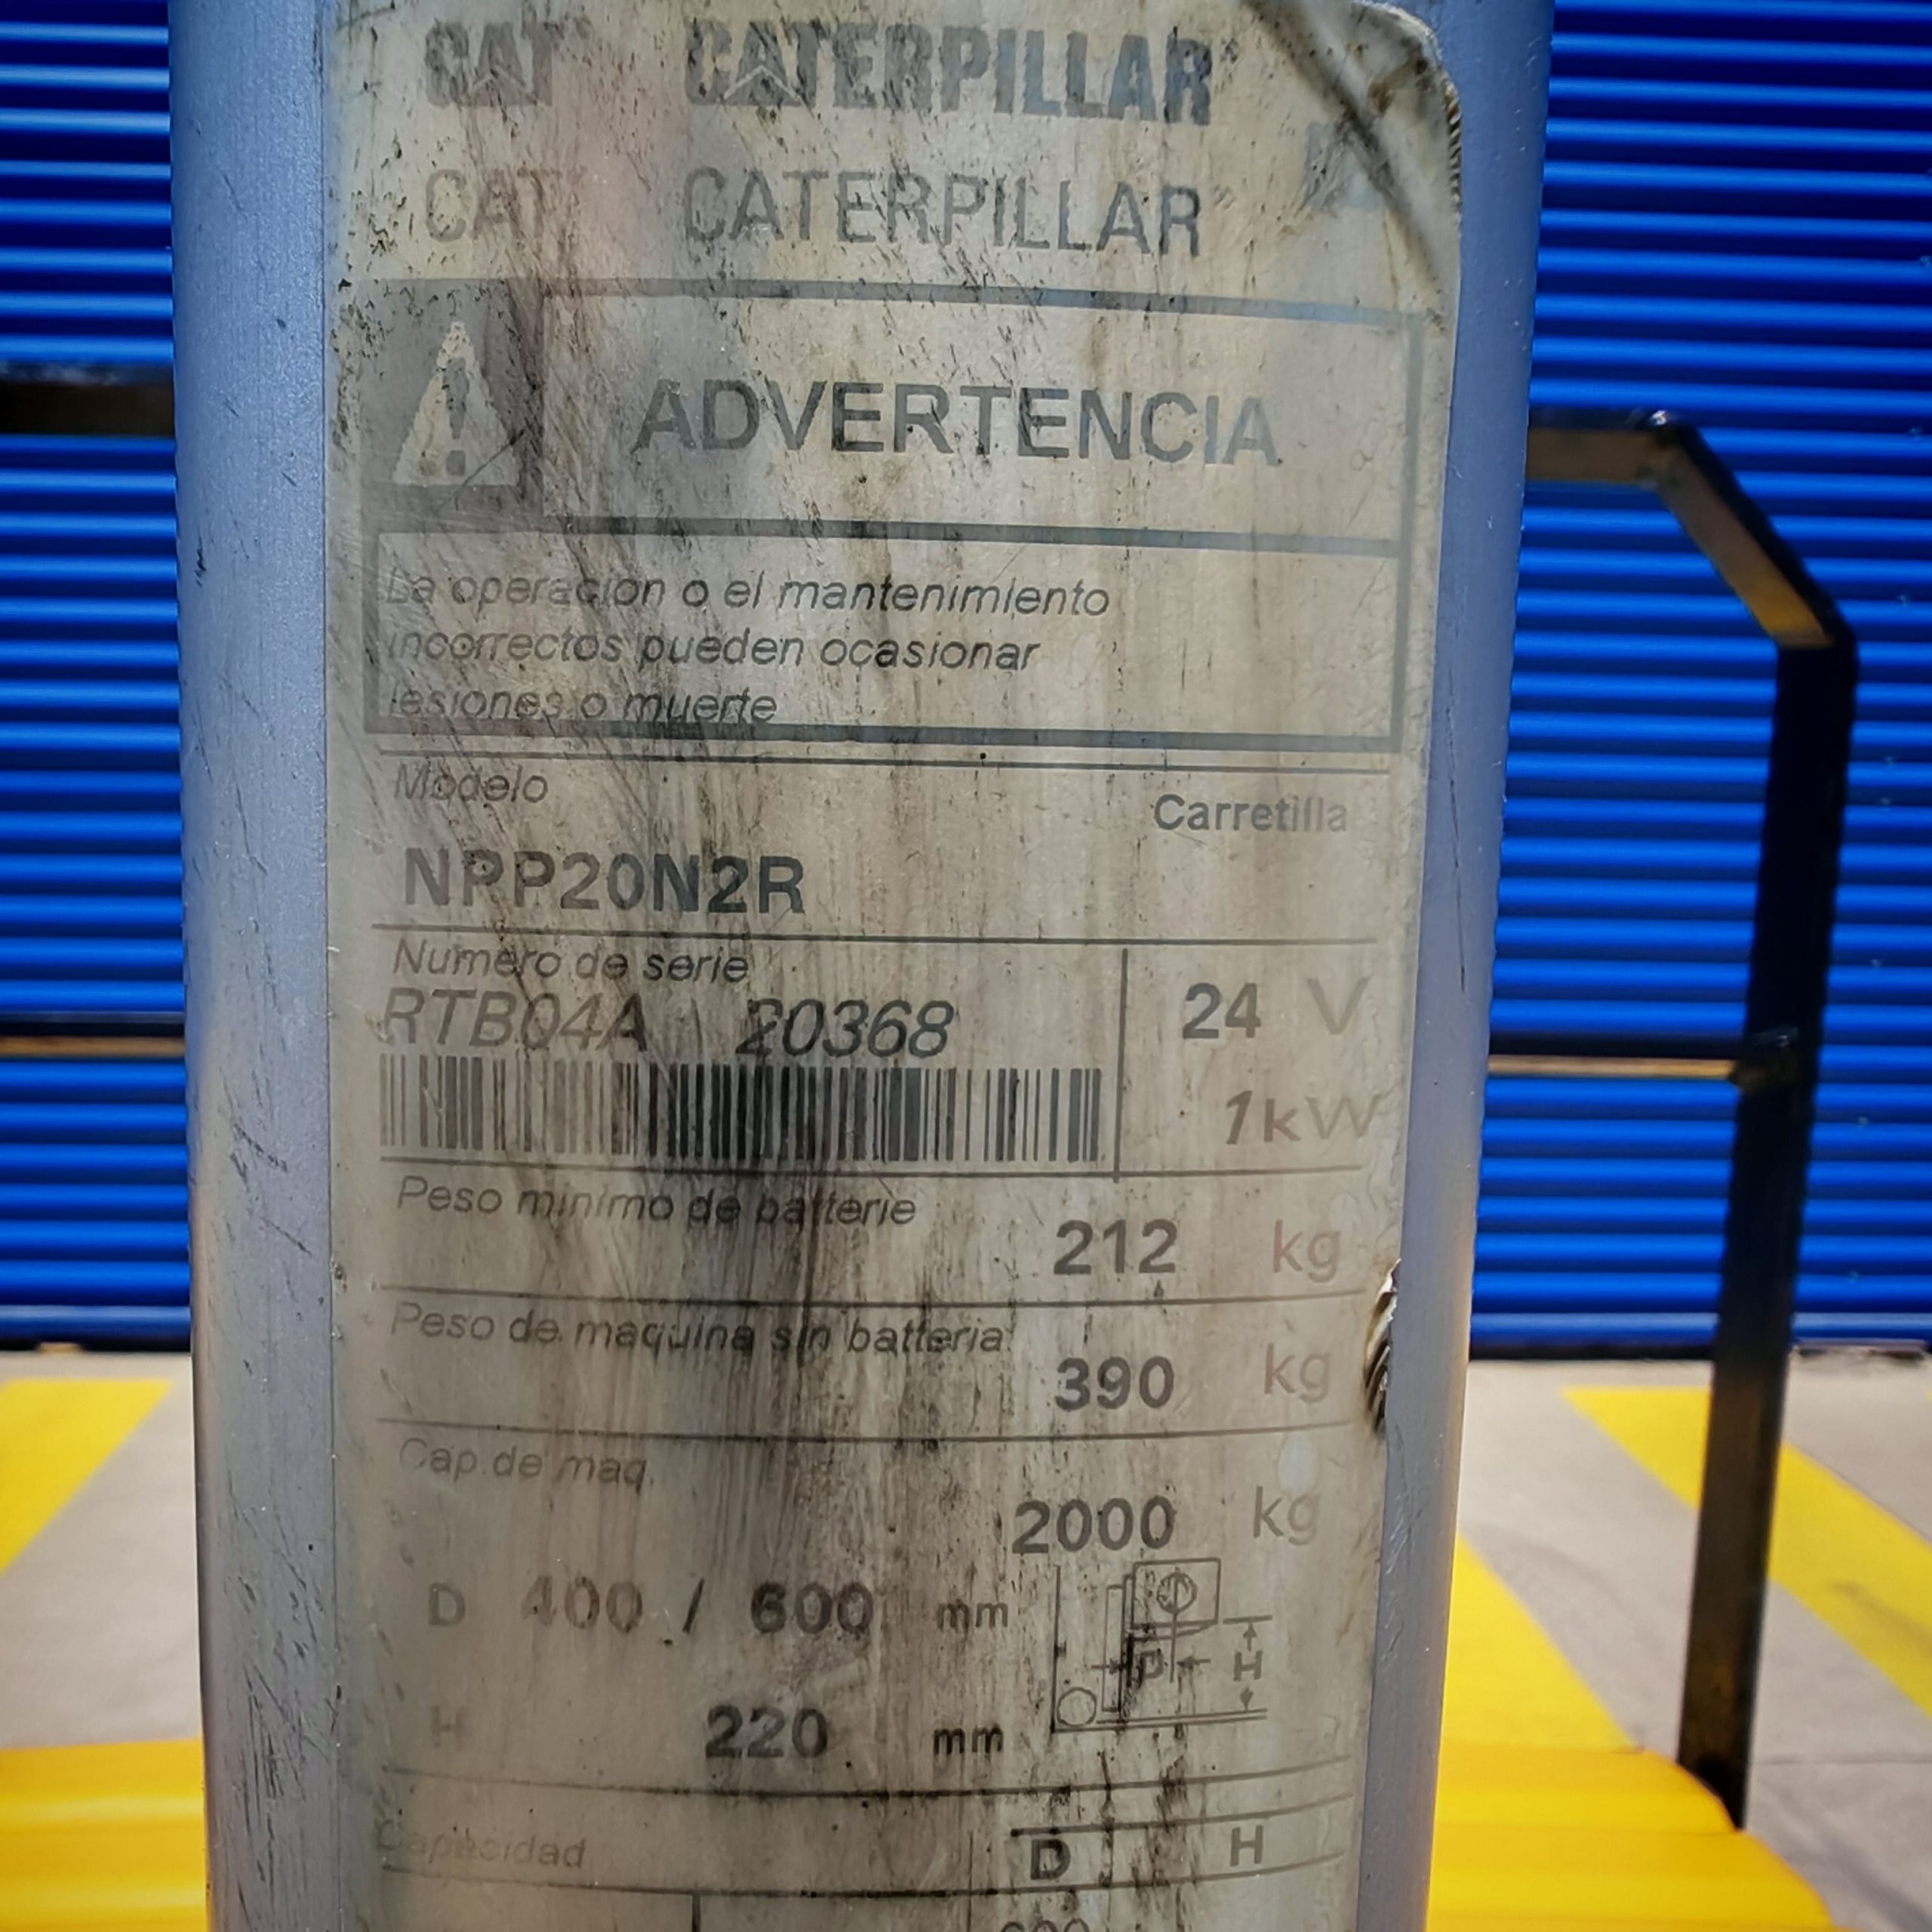 CAT CATERPILLAR
CAT CATERPILLAR
ADVERTENCIA
La operacion o el mantenimiento
incorrectos pueden ocasionar
lesiones o muerte
Modelo
Carretilla
NPP20N2R
Numero de serie
RTB04A 20368
24 V
1kW
Peso minimo de batterie
212 kg
Peso de maquina sin batteria
390 kg
Cap de maq.
2000 kg
D 400 / 600 mm
D H
H 220 mm
Capacidad D H